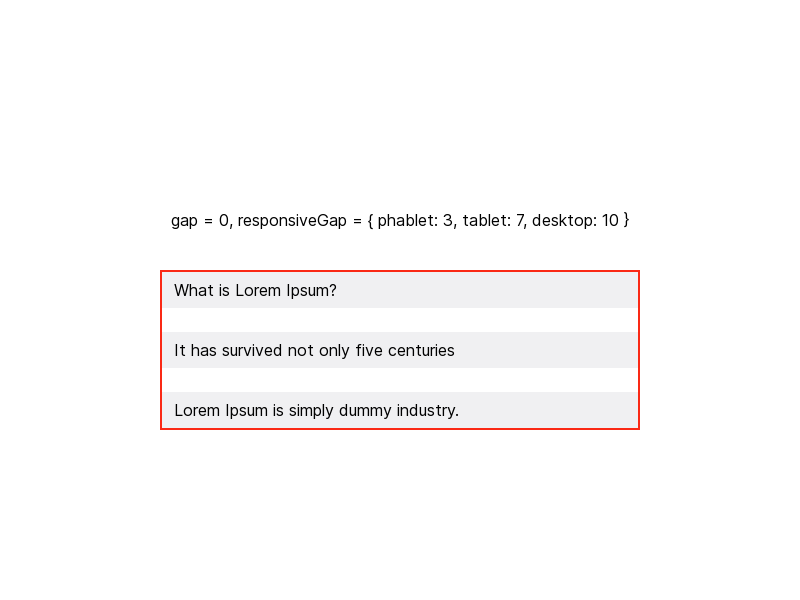 gap = 0, responsiveGap = { phablet: 3, tablet: 7, desktop: 10 }
What is Lorem Ipsum?
It has survived not only five centuries
Lorem Ipsum is simply dummy industry.